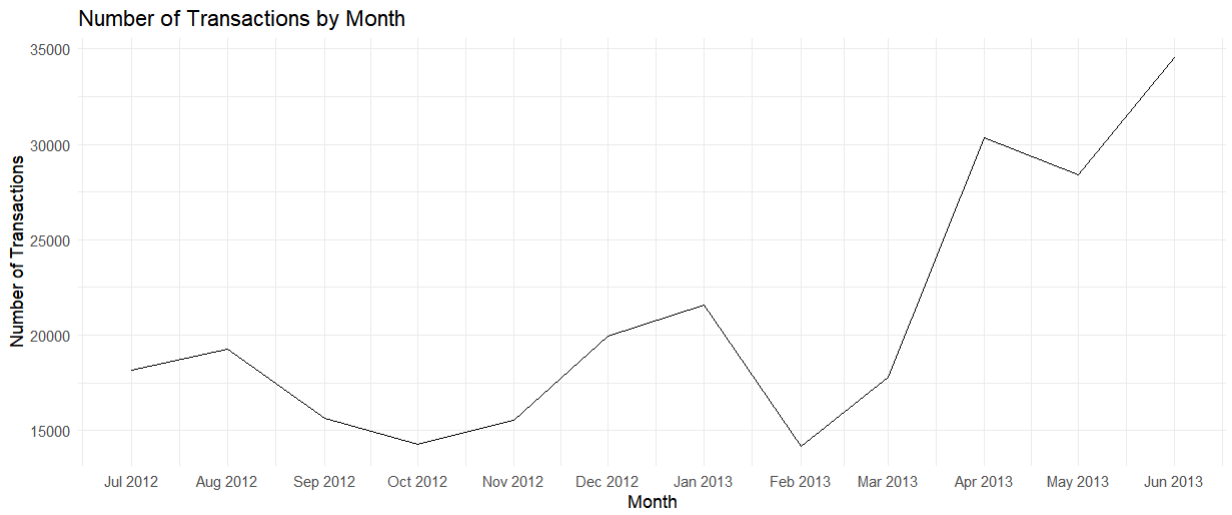 Number of Transactions by Month
Number of Transactions
35000
30000
25000
20000
15000
Jul 2012 Aug 2012 Sep 2012 Oct 2012 Nov 2012 Dec 2012 Jan 2013 Feb 2013 Mar 2013 Apr 2013 May 2013 Jun 2013
Month